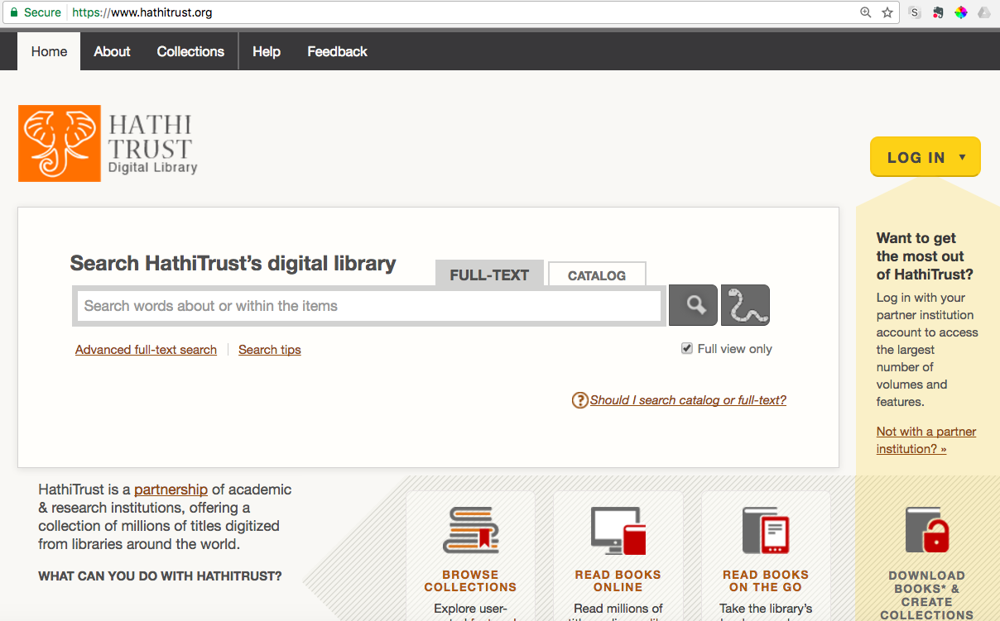 Secure https://www.hathitrust.org
S
Home About Collections Help Feedback
HATHI
TRUST
Digital Library
LOG IN
Search HathiTrust's digital library
FULL-TEXT CATALOG
Search words about or within the items
Advanced full-text search Search tips
Full view only
? Should I search catalog or full-text?
Want to get
the most out
of HathiTrust?
Log in with your
partner institution
account to access
the largest
number of
volumes and
features.
Not with a partner
institution? »
HathiTrust is a partnership of academic
& research institutions, offering a
collection of millions of titles digitized
from libraries around the world.
WHAT CAN YOU DO WITH HATHITRUST?
BROWSE
COLLECTIONS
Explore user-
READ BOOKS
ONLINE
Read millions of
READ BOOKS
ON THE GO
Take the library's
DOWNLOAD
BOOKS* &
CREATE
COLLECTIONS